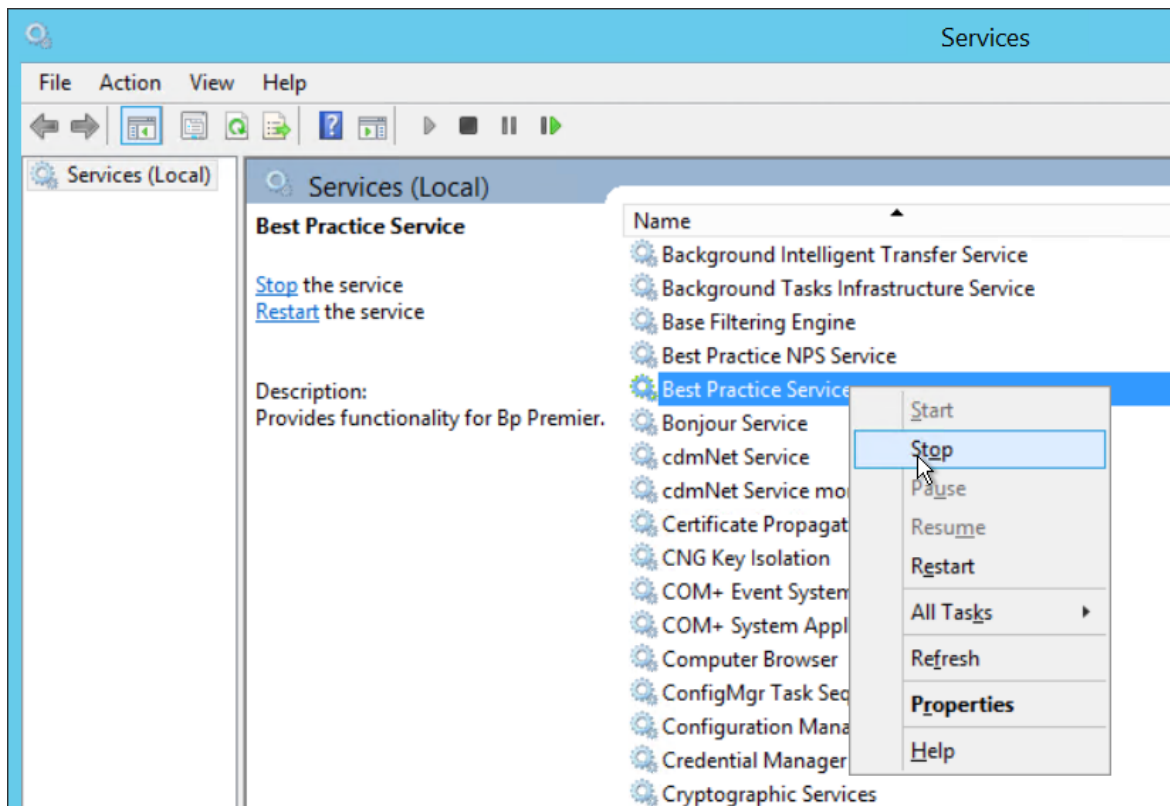 Services
File Action View Help
Services (Local)
Services (Local)
Best Practice Service
Stop the service
Restart the service
Description:
Provides functionality for Bp Premier.
Name
Background Intelligent Transfer Service
Background Tasks Infrastructure Service
Base Filtering Engine
Best Practice NPS Service
Best Practice Service
Bonjour Service
cdmNet Service
cdmNet Service mo
Certificate Propagat
CNG Key Isolation
COM+ Event System
COM+ System Appl
Computer Browser
ConfigMgr Task Seq
Configuration Mana
Credential Manager
Cryptographic Services
Start
Stop
Pause
Resume
Restart
All Tasks
Refresh
Properties
Help